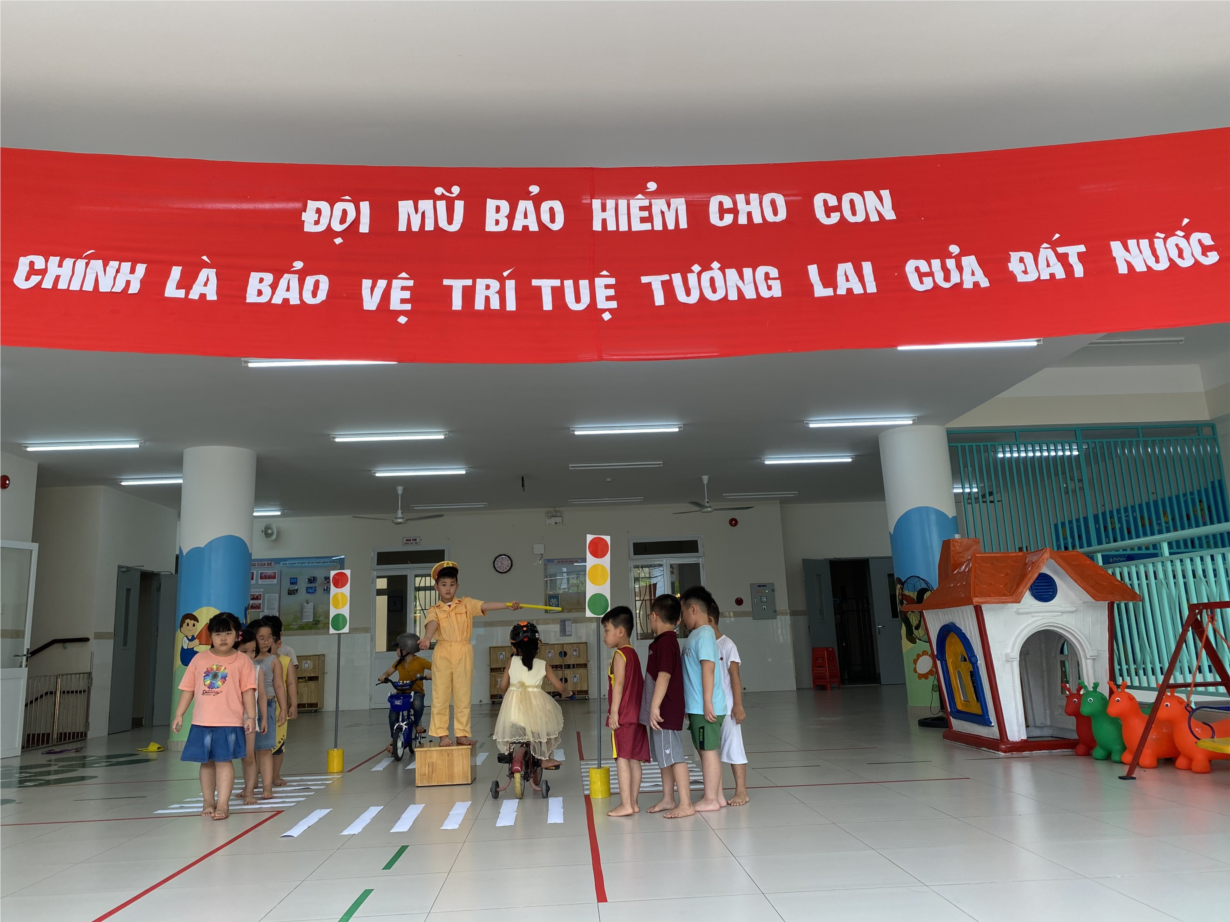 ĐỘI MŨ BẢO HIỂM CHO CON
CHÍNH LÀ BẢO VỆ TRÍ TUỆ TƯƠNG LAI CỦA ĐẤT NƯỚC